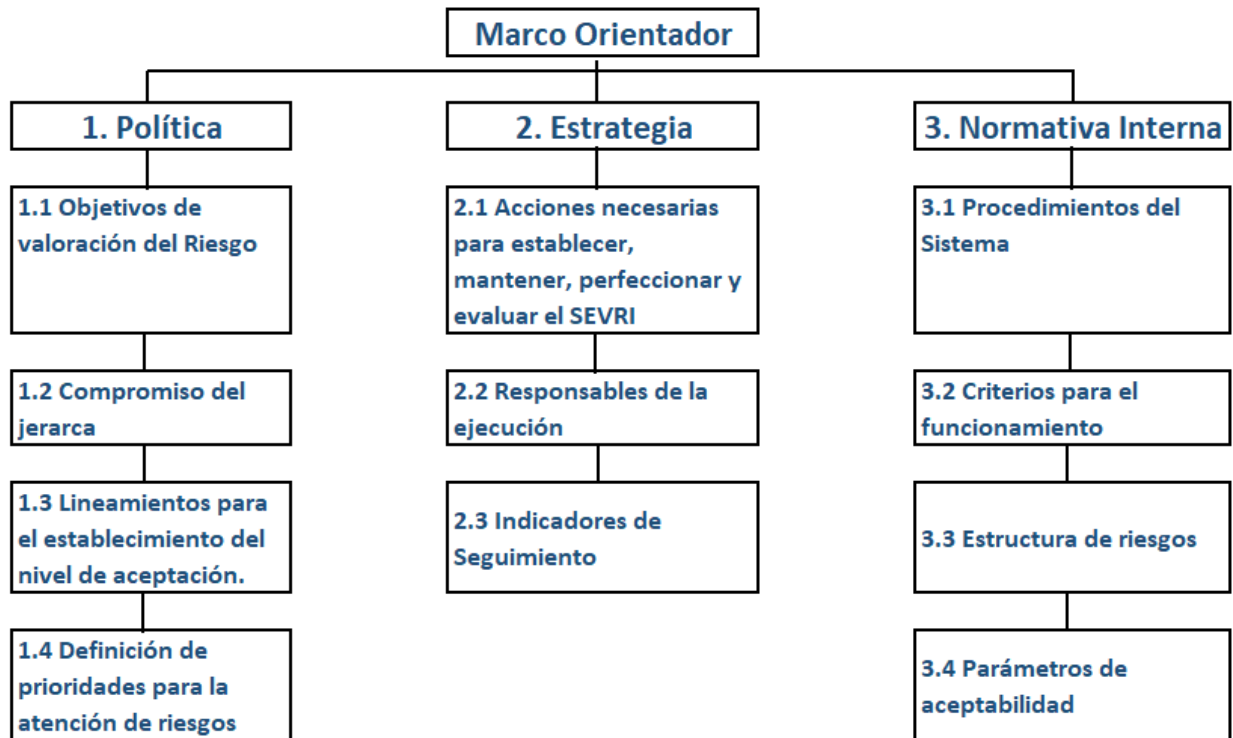 Marco Orientador
1. Política
2. Estrategia
3. Normativa Interna
1.1 Objetivos de
valoración del Riesgo
2.1 Acciones necesarias
para establecer,
mantener, perfeccionar y
evaluar el SEVRI
3.1 Procedimientos del
Sistema
1.2 Compromiso del
jerarca
2.2 Responsables de la
ejecución
3.2 Criterios para el
funcionamiento
1.3 Lineamientos para
el establecimiento del
nivel de aceptación.
2.3 Indicadores de
Seguimiento
3.3 Estructura de riesgos
1.4 Definición de
prioridades para la
atención de riesgos
3.4 Parámetros de
aceptabilidad